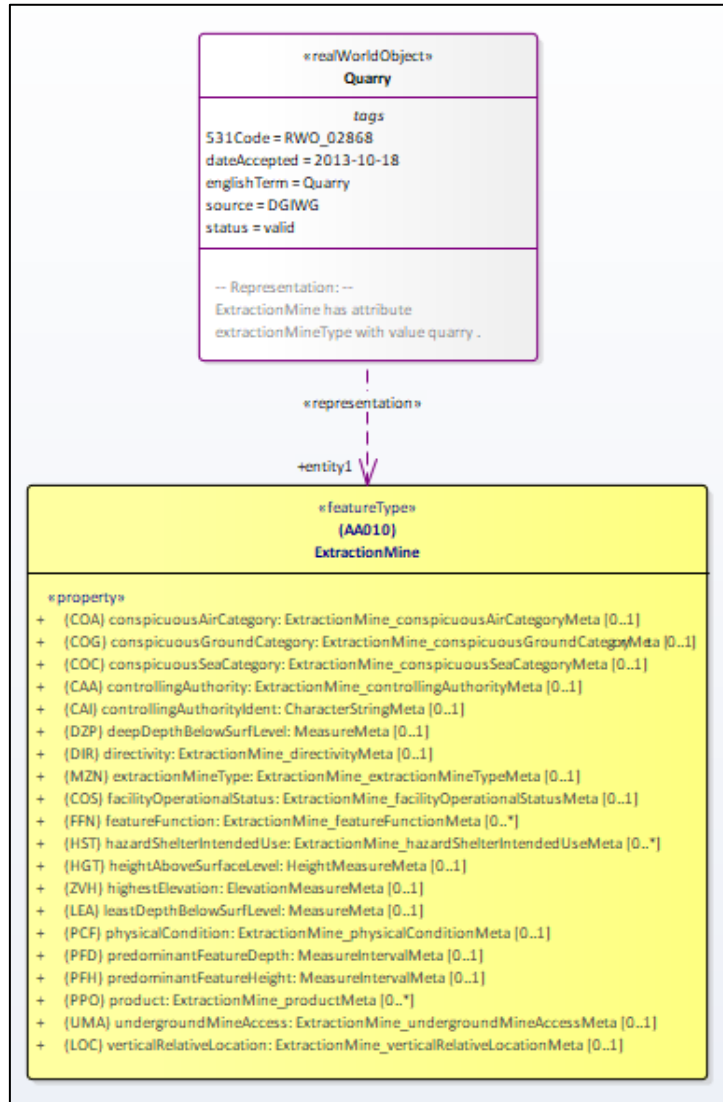 «realWorldObject»
Quarry
tags
531Code = RWO_02868
dateAccepted = 2013-10-18
englishTerm = Quarry
source = DGIWG
status = valid
-- Representation: --
ExtractionMine has attribute
extractionMineType with value quarry .
«representation»
+entity1
«featureType»
(AA010)
ExtractionMine
«property»
+ (COA) conspicuousAirCategory: ExtractionMine_conspicuousAirCategoryMeta [0..1]
+ (COG) conspicuousGroundCategory: ExtractionMine_conspicuousGroundCategoryMeta [0..1]
+ (COC) conspicuousSeaCategory: ExtractionMine_conspicuousSeaCategoryMeta [0..1]
+ (CAA) controllingAuthority: ExtractionMine_controllingAuthorityMeta [0..1]
+ (CAI) controllingAuthorityIdent: CharacterStringMeta [0..1]
+ (DZP) deepDepthBelowSurfLevel: MeasureMeta [0..1]
+ (DIR) directivity: ExtractionMine_directivityMeta [0..1]
+ (MZN) extractionMineType: ExtractionMine_extractionMineTypeMeta [0..1]
+ (COS) facilityOperationalStatus: ExtractionMine_facilityOperationalStatusMeta [0..1]
+ (FFN) featureFunction: ExtractionMine_featureFunctionMeta [0..*]
+ (HST) hazardShelterIntendedUse: ExtractionMine_hazardShelterIntendedUseMeta [0..*]
+ (HGT) heightAboveSurfaceLevel: HeightMeasureMeta [0..1]
+ (ZVH) highestElevation: ElevationMeasureMeta [0..1]
+ (LEA) leastDepthBelowSurfLevel: MeasureMeta [0..1]
+ (PCF) physicalCondition: ExtractionMine_physicalConditionMeta [0..1]
+ (PFD) predominantFeatureDepth: MeasureIntervalMeta [0..1]
+ (PFH) predominantFeatureHeight: MeasureIntervalMeta [0..1]
+ (PPO) product: ExtractionMine_productMeta [0..*]
+ (UMA) undergroundMineAccess: ExtractionMine_undergroundMineAccessMeta [0..1]
+ (LOC) verticalRelativeLocation: ExtractionMine_verticalRelativeLocationMeta [0..1]